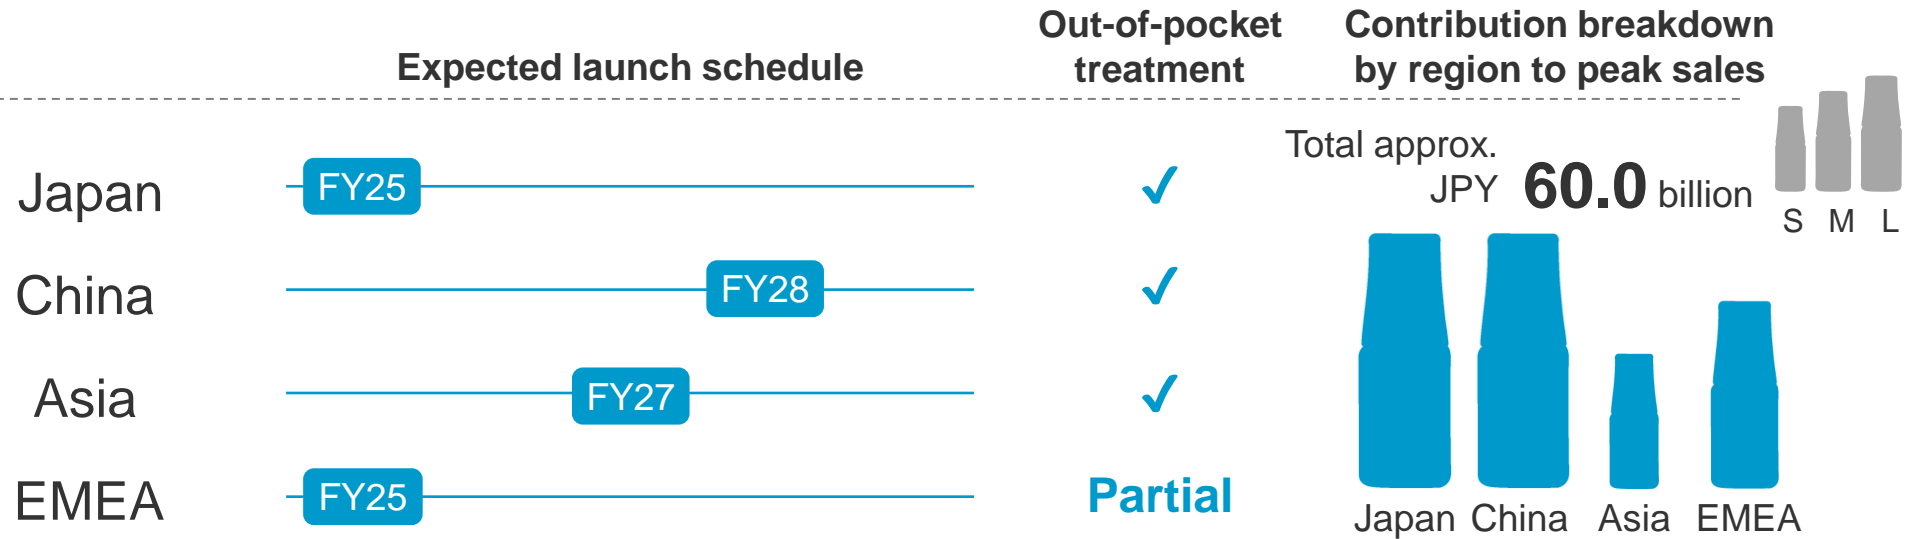 Expected launch schedule
Out-of-pocket
treatment
Contribution breakdown
by region to peak sales
Japan
FY25
✓
China
FY28
✓
Asia
FY27
✓
EMEA
FY25
Partial
Total approx.
JPY 60.0 billion
S M L
Japan China Asia EMEA